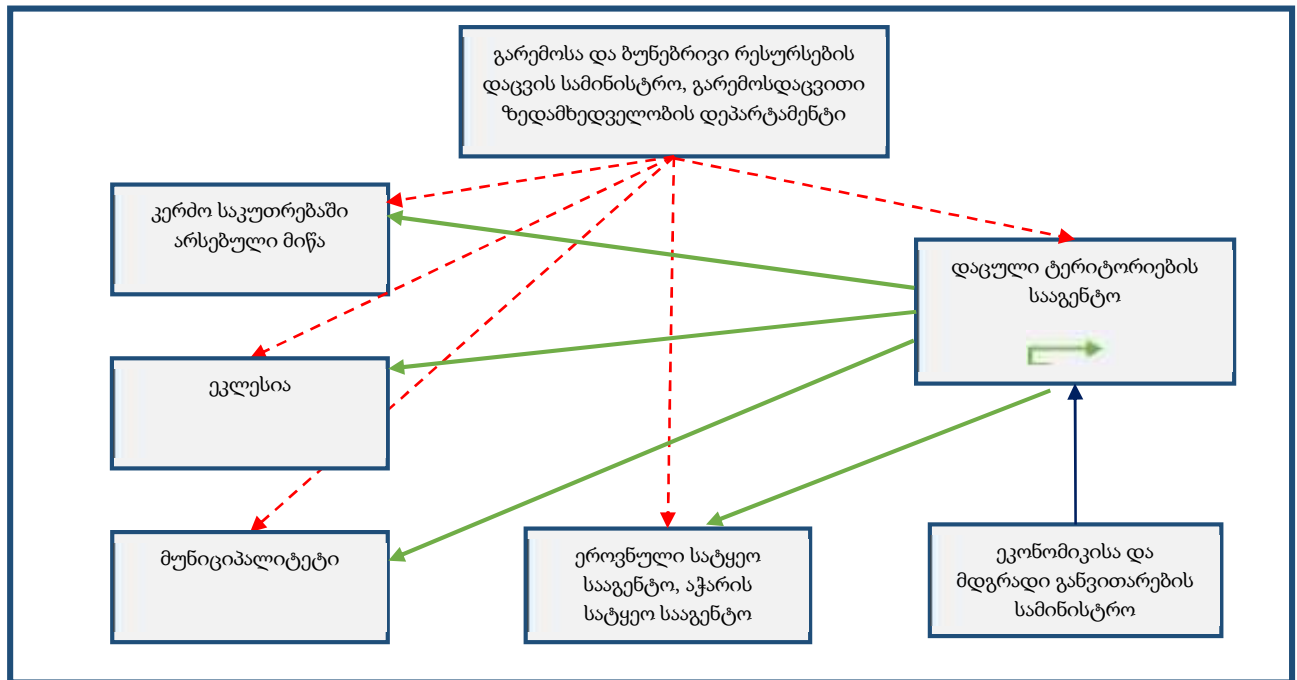 გარემოსა და ბუნებრივი რესურსების
დაცვის სამინისტრო, გარემოსდაცვითი
ზედამხედველობის დეპარტამენტი
კერძო საკუთრებაში
არსებული მიწა
დაცული ტერიტორიების
სააგენტო
ეკლესია
მუნიციპალიტეტი
ეროვნული სატყეო
სააგენტო, აჭარის
სატყეო სააგენტო
ეკონომიკისა და
მდგრადი განვითარების
სამინისტრო